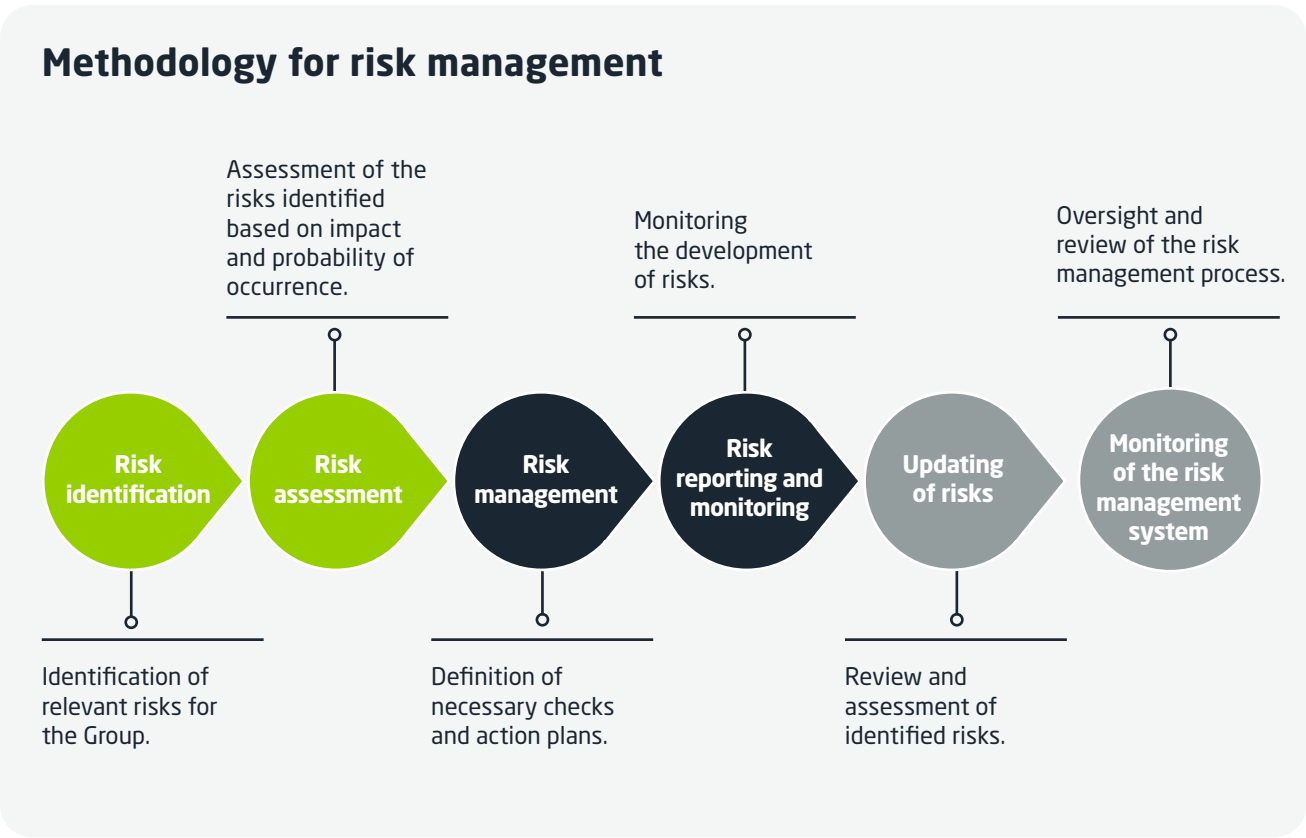 Methodology for risk management
Assessment of the
risks identified
based on impact
and probability of
occurrence.
Monitoring
the development
of risks.
Oversight and
review of the risk
management process.
Risk
identification
Risk
assessment
Risk
management
Risk
reporting and
monitoring
Updating
of risks
Monitoring
of the risk
management
system
Identification of
relevant risks for
the Group.
Definition of
necessary checks
and action plans.
Review and
assessment of
identified risks.